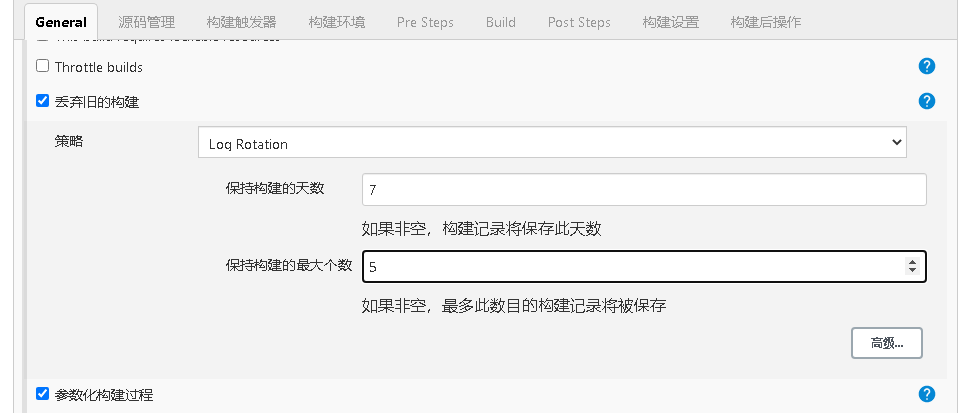 General 源码管理 构建触发器 构建环境 Pre Steps Build Post Steps 构建设置 构建后操作
Throttle builds
丢弃旧的构建
策略 Log Rotation
保持构建的天数 7
如果非空，构建记录将保存此天数
保持构建的最大个数 5
如果非空，最多此数目的构建记录将被保存
高级...
参数化构建过程